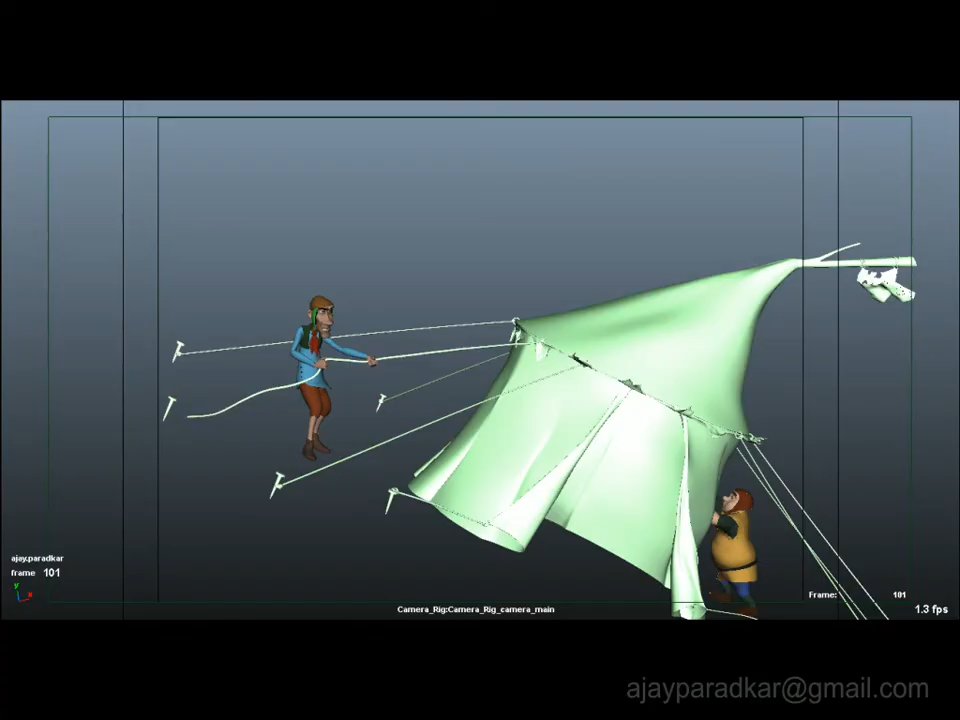 ajay.paradkar
frame 101
y
x
Camera_Rig:Camera_Rig_camera_main
Frame: 101
1.3 fps
ajayparadkar@gmail.com